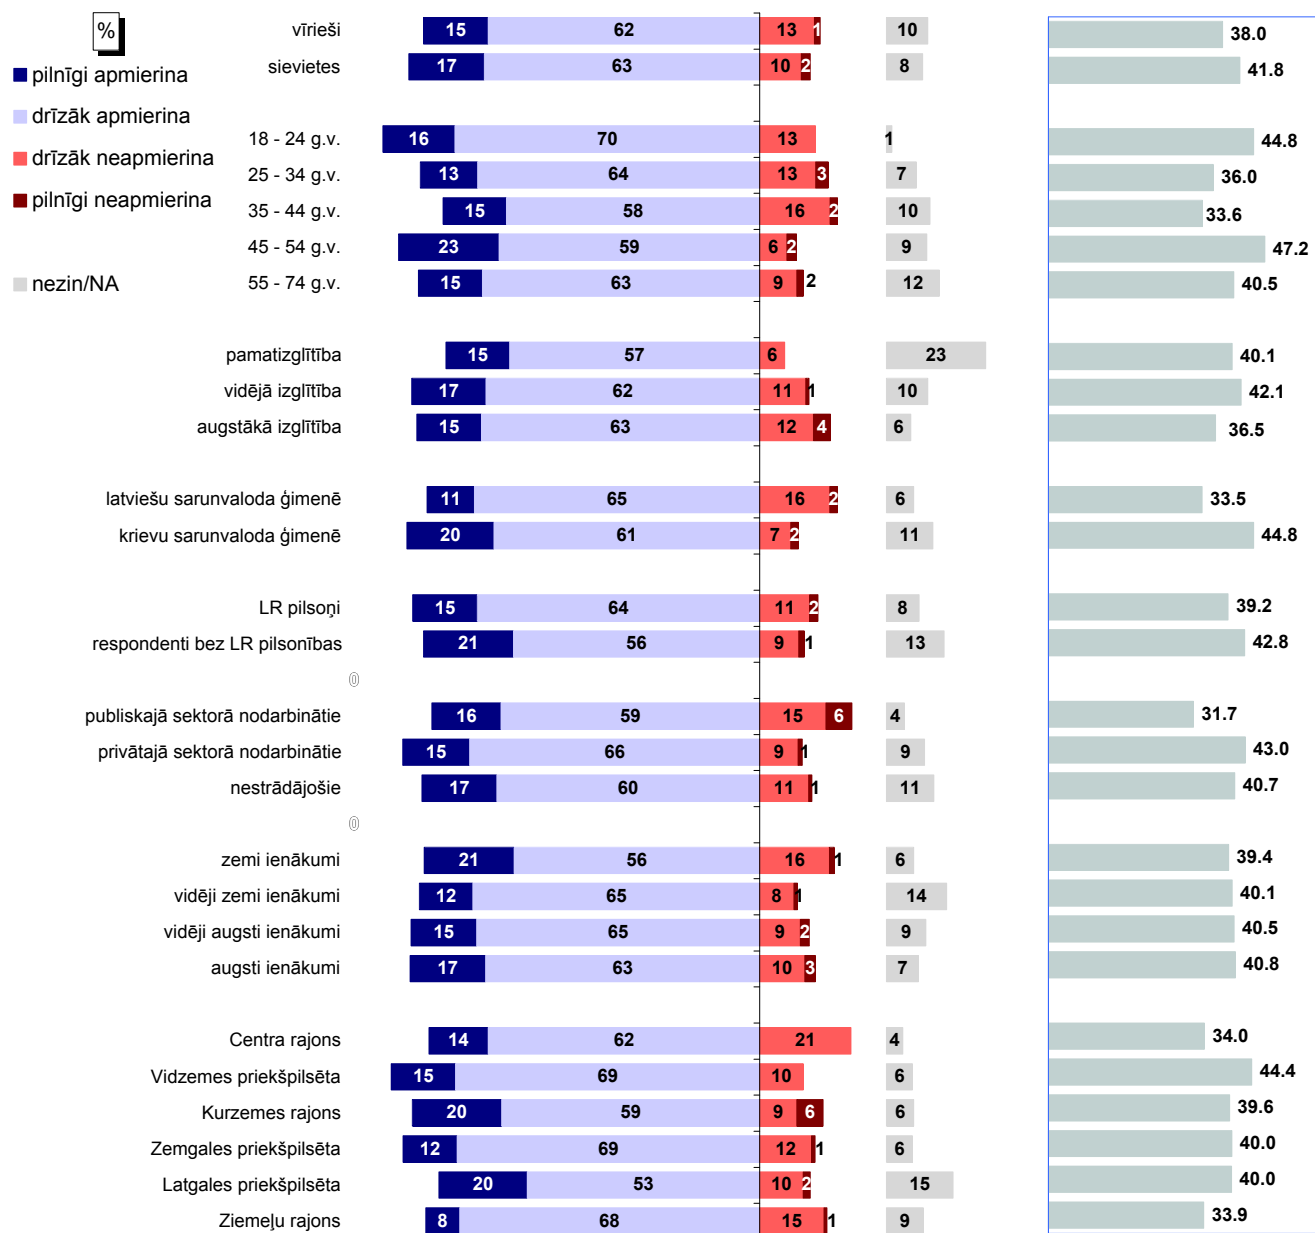 %
pilnīgi apmierina
drīzāk apmierina
drīzāk neapmierina
pilnīgi neapmierina
nezin/NA
vīrieši 15 62 13 1 10 38.0
sievietes 17 63 10 2 8 41.8
18 - 24 g.v. 16 70 13 1 44.8
25 - 34 g.v. 13 64 13 3 7 36.0
35 - 44 g.v. 15 58 16 2 10 33.6
45 - 54 g.v. 23 59 6 2 9 47.2
55 - 74 g.v. 15 63 9 2 12 40.5
pamatizglītība 15 57 6 23 40.1
vidējā izglītība 17 62 11 1 10 42.1
augstākā izglītība 15 63 12 4 6 36.5
latviešu sarunvaloda ģimenē 11 65 16 2 6 33.5
krievu sarunvaloda ģimenē 20 61 7 2 11 44.8
LR pilsoņi 15 64 11 2 8 39.2
respondenti bez LR pilsonības 21 56 9 1 13 42.8
0
publiskajā sektorā nodarbinātie 16 59 15 6 4 31.7
privātajā sektorā nodarbinātie 15 66 9 1 9 43.0
nestrādājošie 17 60 11 1 11 40.7
0
zemi ienākumi 21 56 16 1 6 39.4
vidēji zemi ienākumi 12 65 8 1 14 40.1
vidēji augsti ienākumi 15 65 9 2 9 40.5
augsti ienākumi 17 63 10 3 7 40.8
Centra rajons 14 62 21 4 34.0
Vidzemes priekšpilsēta 15 69 10 6 44.4
Kurzemes rajons 20 59 9 6 6 39.6
Zemgales priekšpilsēta 12 69 12 1 6 40.0
Latgales priekšpilsēta 20 53 10 2 15 40.0
Ziemeļu rajons 8 68 15 1 9 33.9